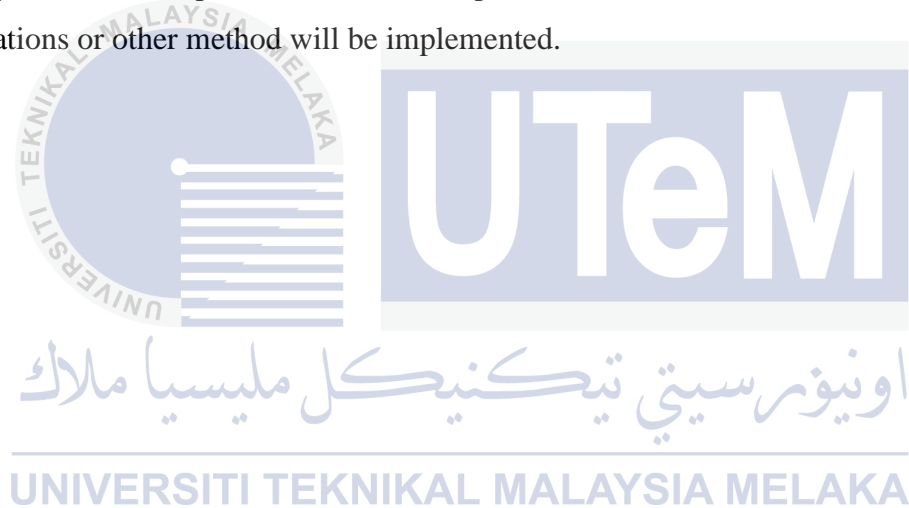 ations or other method will be implemented.
UNIVERSITI TEKNIKAL MALAYSIA MELAKA
UTeM
اونيۏرسيتي تيكنيكل مليسيا ملاك
UNIVERSITI TEKNIKAL MALAYSIA MELAKA